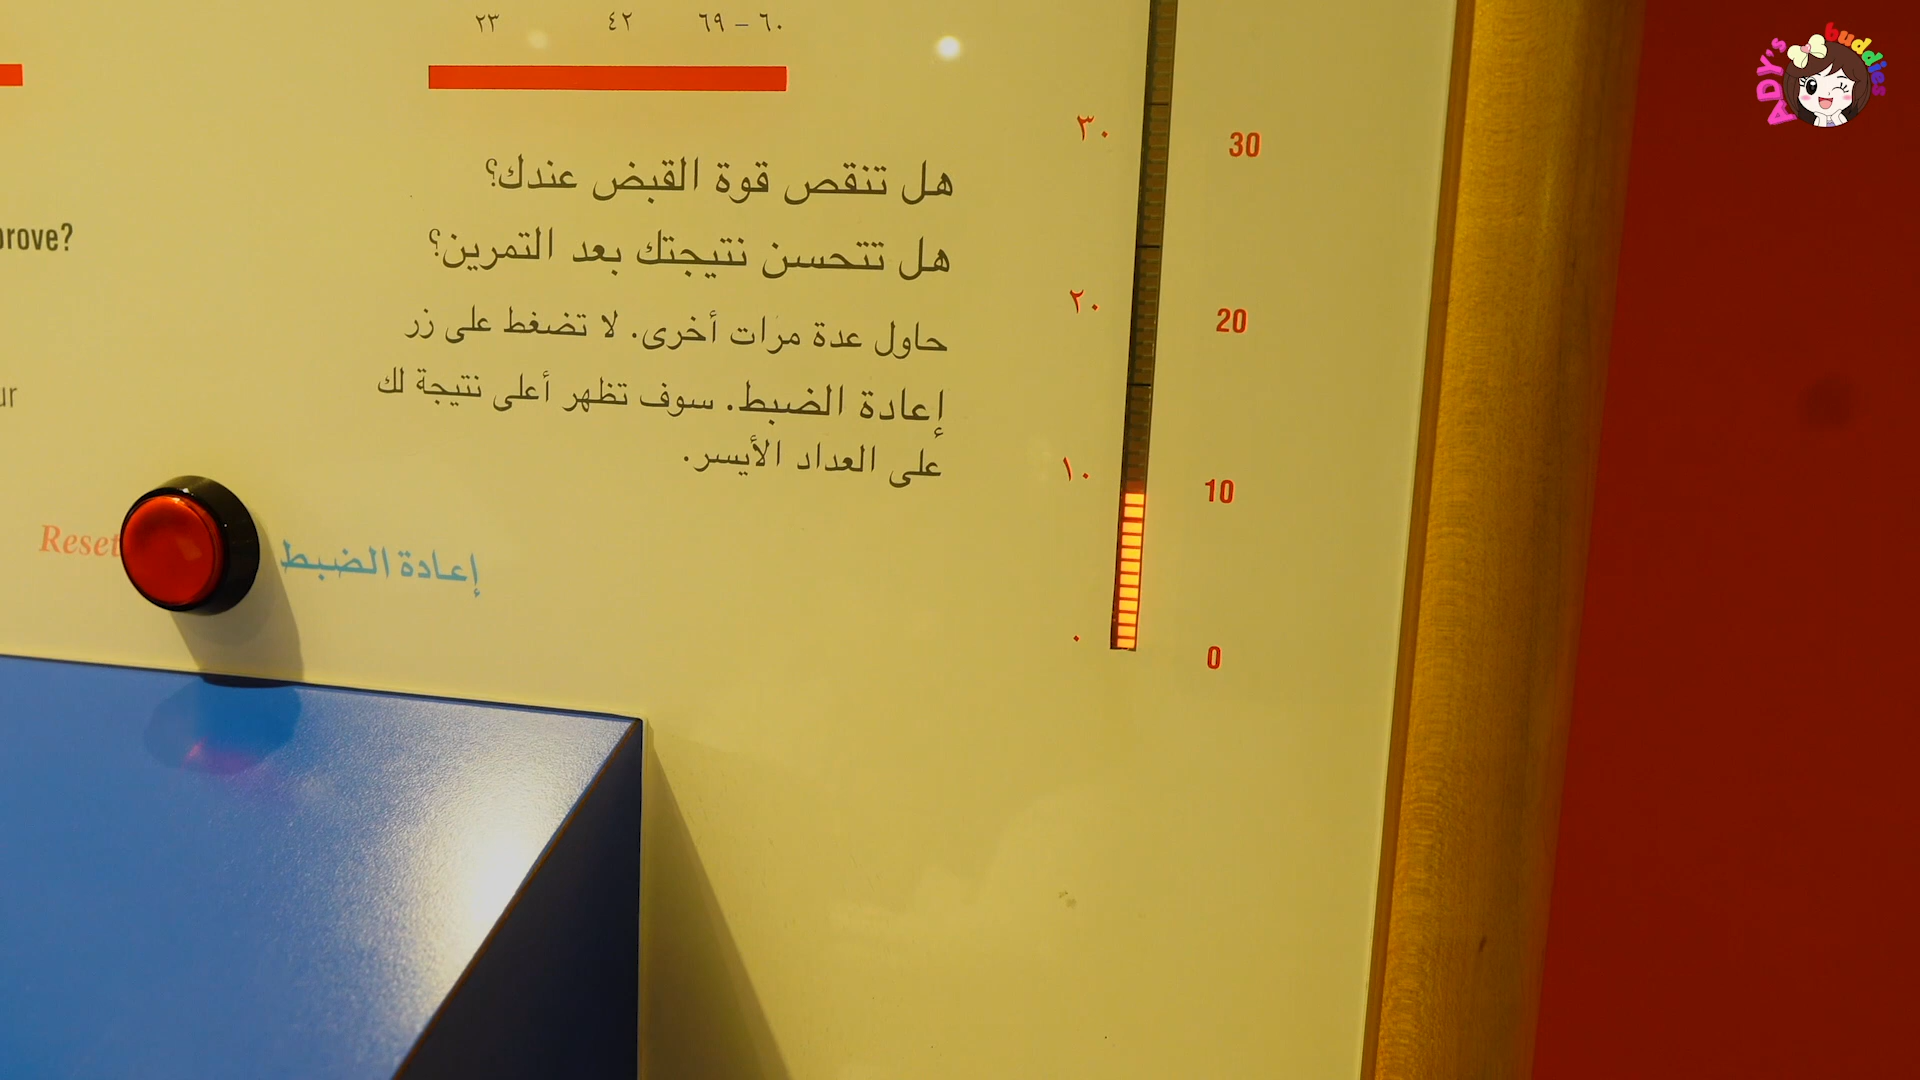 ٢٣ ٤٢ ٦٠ – ٦٩
هل تنقص قوة القبض عندك؟
هل تتحسن نتيجتك بعد التمرين؟
حاول عدة مرات أخرى. لا تضغط على زر
إعادة الضبط. سوف تظهر أعلى نتيجة لك
على العداد الأيسر.
Reset إعادة الضبط
٣٠ 30
٢٠ 20
١٠ 10
٠ 0
ADY's buddies